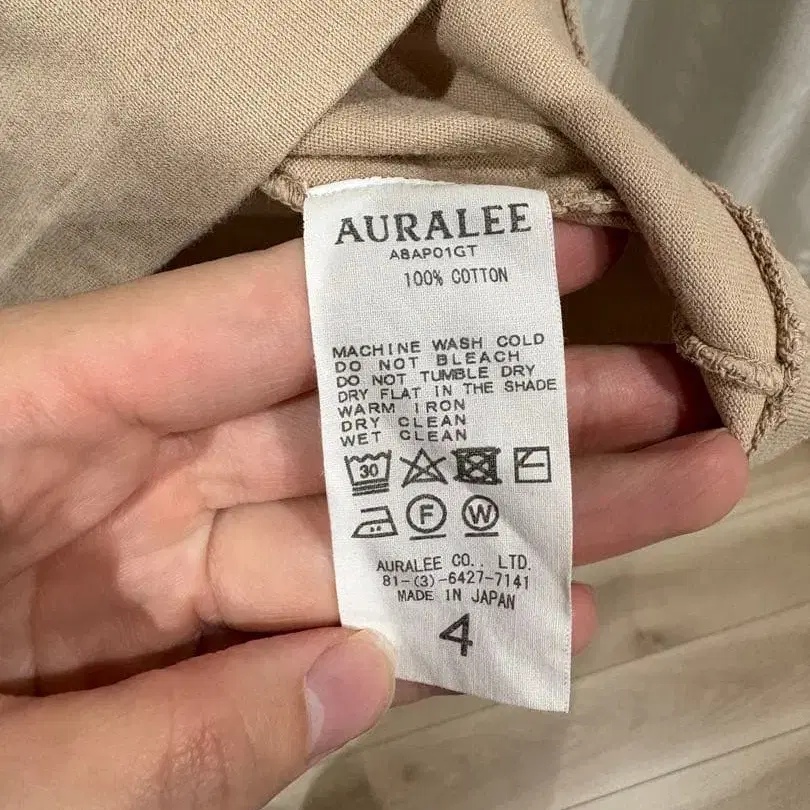 AURALEE
A8AP01GT
100% COTTON
MACHINE WASH COLD
DO NOT BLEACH
DO NOT TUMBLE DRY
DRY FLAT IN THE SHADE
WARM IRON
DRY CLEAN
WET CLEAN
30
F W
AURALEE CO., LTD.
81-(3)-6427-7141
MADE IN JAPAN
4